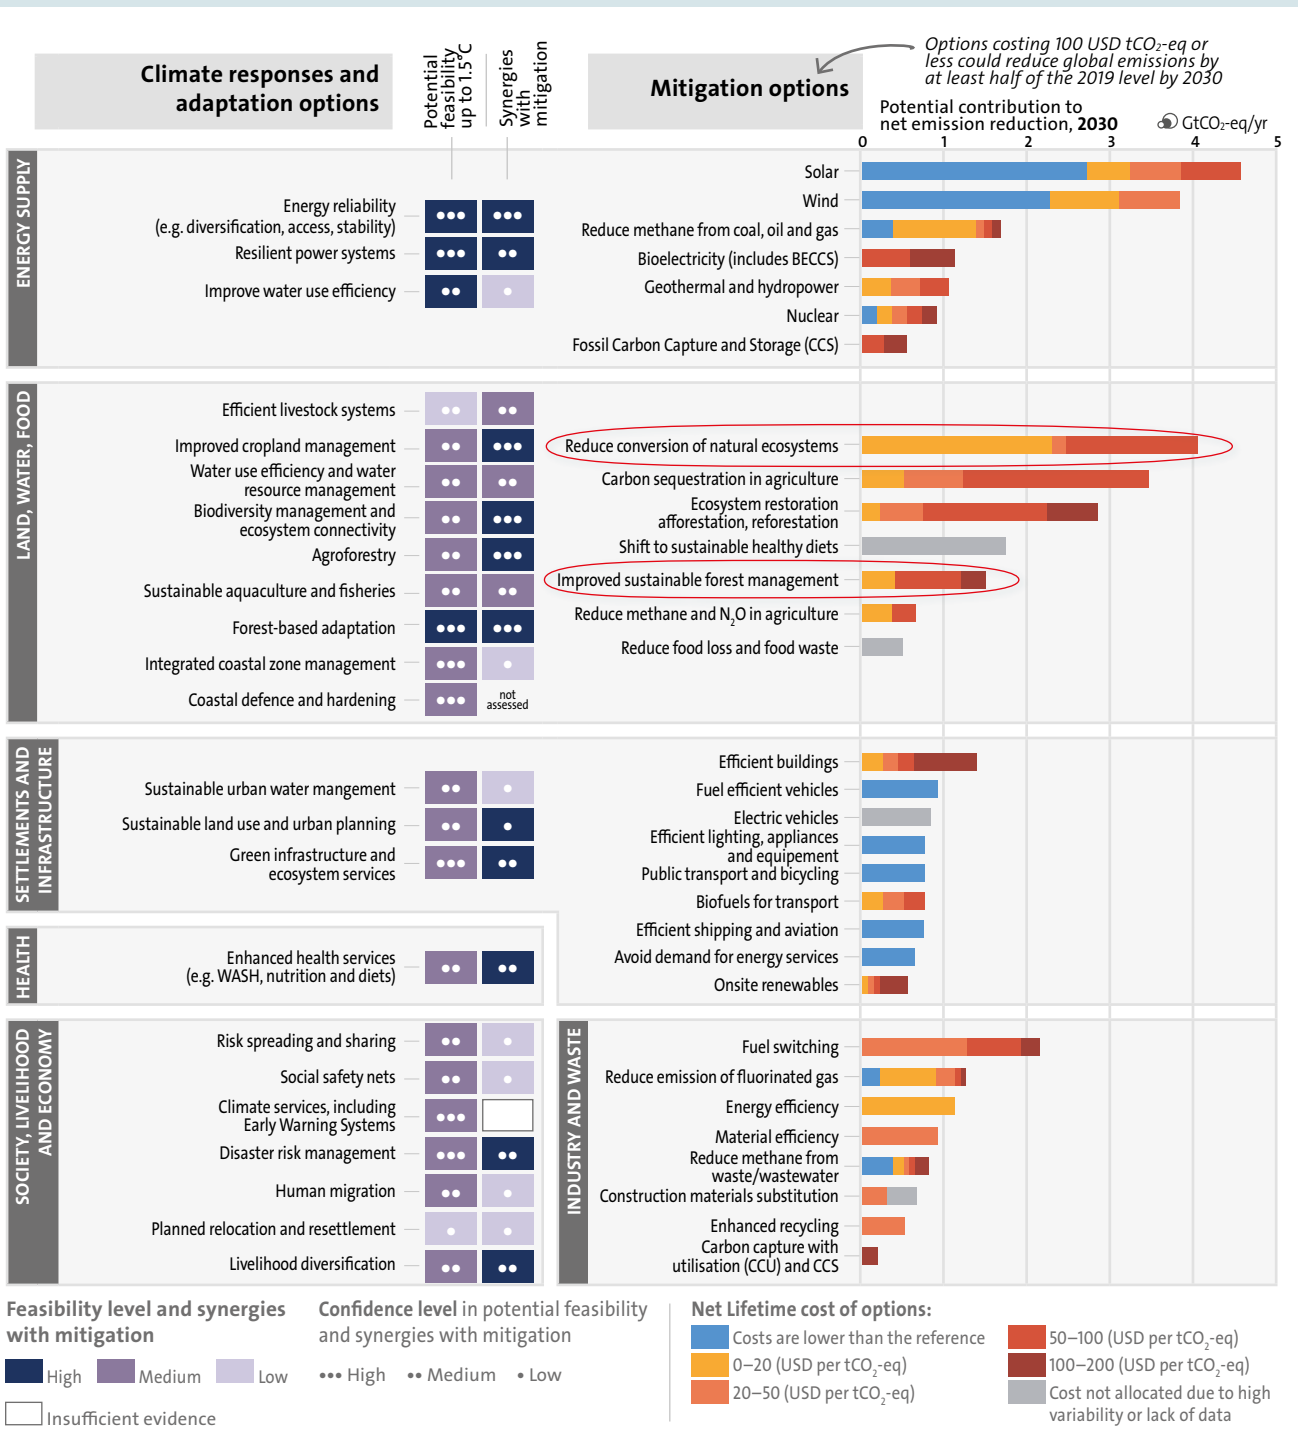 Climate responses and
adaptation options
Potential
feasibility
up to 1.5°C
Synergies
with
mitigation
Mitigation options
Options costing 100 USD tCO₂-eq or
less could reduce global emissions by
at least half of the 2019 level by 2030
Potential contribution to
net emission reduction, 2030
GtCO₂-eq/yr
0 1 2 3 4 5
ENERGY SUPPLY
Energy reliability
(e.g. diversification, access, stability)
Resilient power systems
Improve water use efficiency
Solar
Wind
Reduce methane from coal, oil and gas
Bioelectricity (includes BECCS)
Geothermal and hydropower
Nuclear
Fossil Carbon Capture and Storage (CCS)
LAND, WATER, FOOD
Efficient livestock systems
Improved cropland management
Water use efficiency and water
resource management
Biodiversity management and
ecosystem connectivity
Agroforestry
Sustainable aquaculture and fisheries
Forest-based adaptation
Integrated coastal zone management
Coastal defence and hardening
not
assessed
Reduce conversion of natural ecosystems
Carbon sequestration in agriculture
Ecosystem restoration
afforestation, reforestation
Shift to sustainable healthy diets
Improved sustainable forest management
Reduce methane and N₂O in agriculture
Reduce food loss and food waste
SETTLEMENTS AND
INFRASTRUCTURE
Sustainable urban water mangement
Sustainable land use and urban planning
Green infrastructure and
ecosystem services
Efficient buildings
Fuel efficient vehicles
Electric vehicles
Efficient lighting, appliances
and equipement
Public transport and bicycling
Biofuels for transport
Efficient shipping and aviation
Avoid demand for energy services
Onsite renewables
HEALTH
Enhanced health services
(e.g. WASH, nutrition and diets)
SOCIETY, LIVELIHOOD
AND ECONOMY
Risk spreading and sharing
Social safety nets
Climate services, including
Early Warning Systems
Disaster risk management
Human migration
Planned relocation and resettlement
Livelihood diversification
INDUSTRY AND WASTE
Fuel switching
Reduce emission of fluorinated gas
Energy efficiency
Material efficiency
Reduce methane from
waste/wastewater
Construction materials substitution
Enhanced recycling
Carbon capture with
utilisation (CCU) and CCS
Feasibility level and synergies
with mitigation
High Medium Low
Insufficient evidence
Confidence level in potential feasibility
and synergies with mitigation
••• High •• Medium • Low
Net Lifetime cost of options:
Costs are lower than the reference
0–20 (USD per tCO₂-eq)
20–50 (USD per tCO₂-eq)
50–100 (USD per tCO₂-eq)
100–200 (USD per tCO₂-eq)
Cost not allocated due to high
variability or lack of data